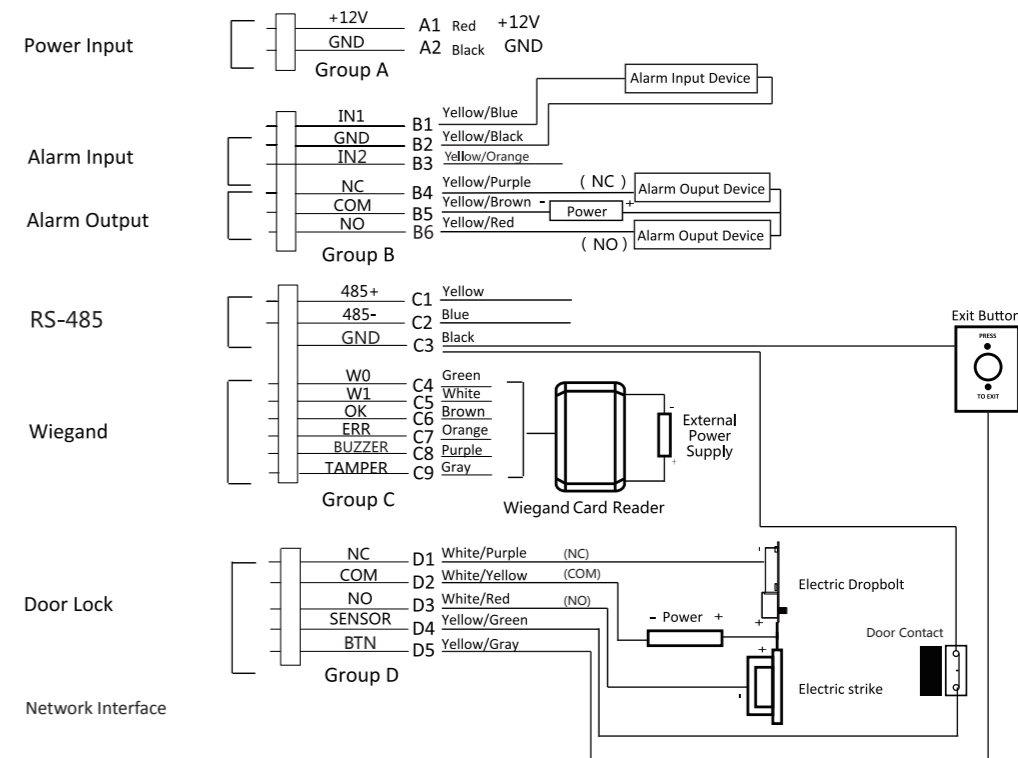 Power Input
+12V A1 Red +12V
GND A2 Black GND
Group A
Alarm Input Device
Alarm Input
IN1 B1 Yellow/Blue
GND B2 Yellow/Black
IN2 B3 Yellow/Orange
Alarm Output
NC B4 Yellow/Purple ( NC ) Alarm Ouput Device
COM B5 Yellow/Brown - Power +
NO B6 Yellow/Red ( NO ) Alarm Ouput Device
Group B
RS-485
485+ C1 Yellow
485- C2 Blue
GND C3 Black
Exit Button
PRESS
TO EXIT
Wiegand
W0 C4 Green
W1 C5 White
OK C6 Brown
ERR C7 Orange
BUZZER C8 Purple
TAMPER C9 Gray
Group C
-
External
Power
Supply
+
Wiegand Card Reader
Door Lock
NC D1 White/Purple (NC)
COM D2 White/Yellow (COM)
NO D3 White/Red (NO)
SENSOR D4 Yellow/Green
BTN D5 Yellow/Gray
Group D
-
Electric Dropbolt
+
- Power +
Door Contact
+
-
Electric strike
Network Interface